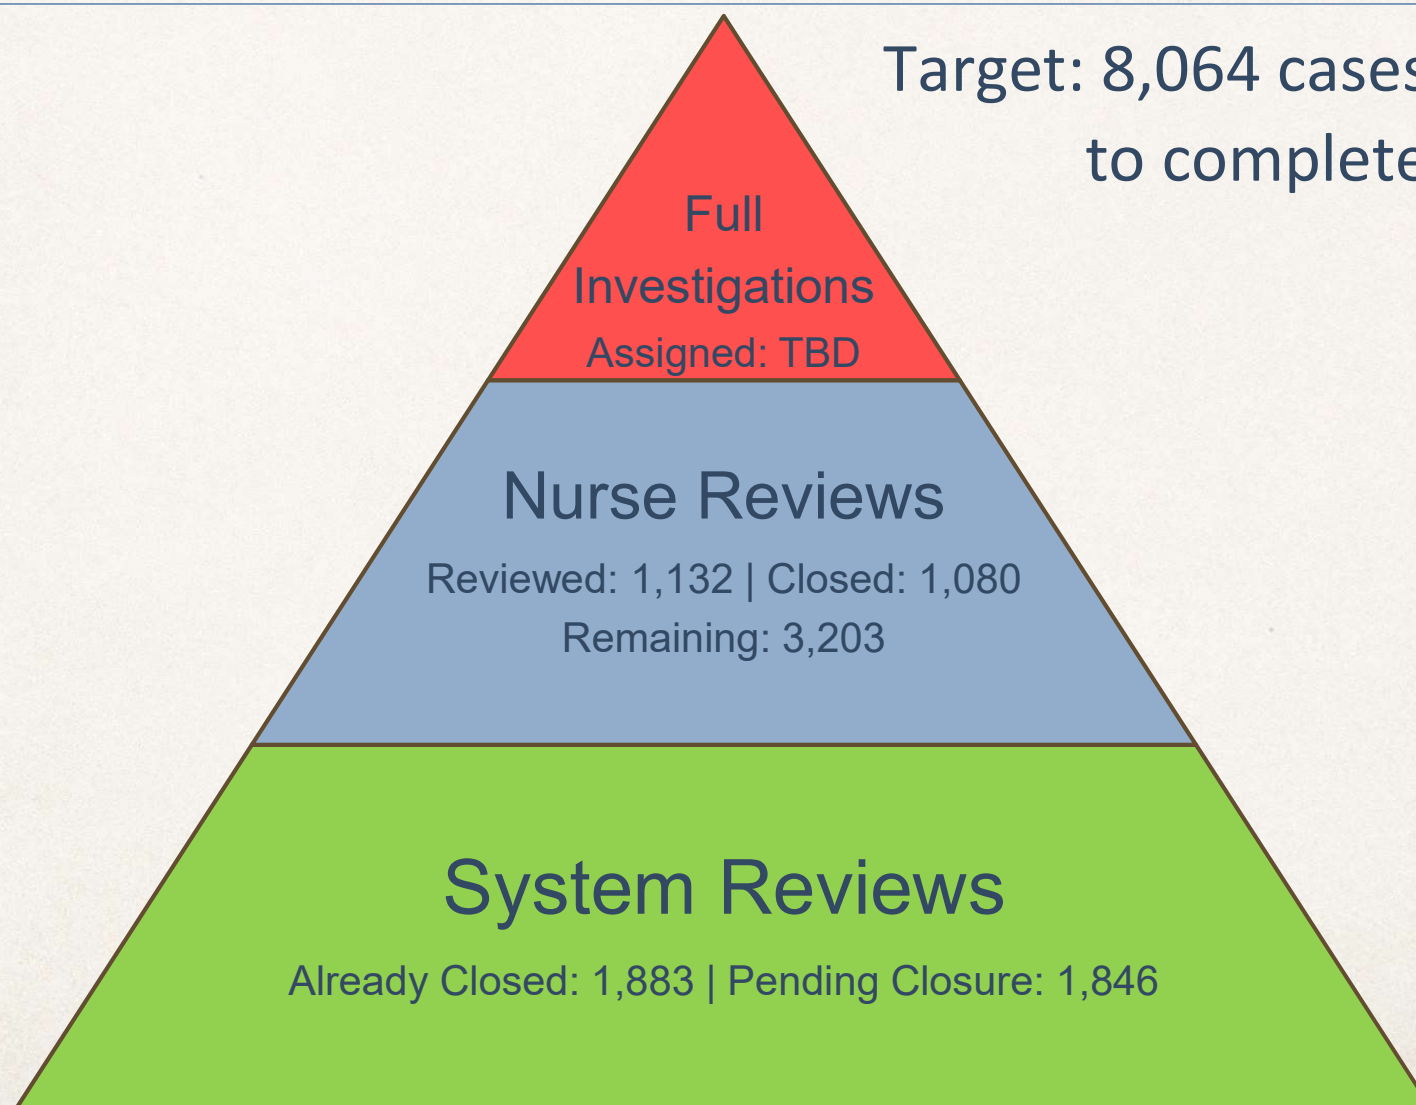 Target: 8,064 cases
to complete
Full
Investigations
Assigned: TBD
Nurse Reviews
Reviewed: 1,132 | Closed: 1,080
Remaining: 3,203
System Reviews
Already Closed: 1,883 | Pending Closure: 1,846